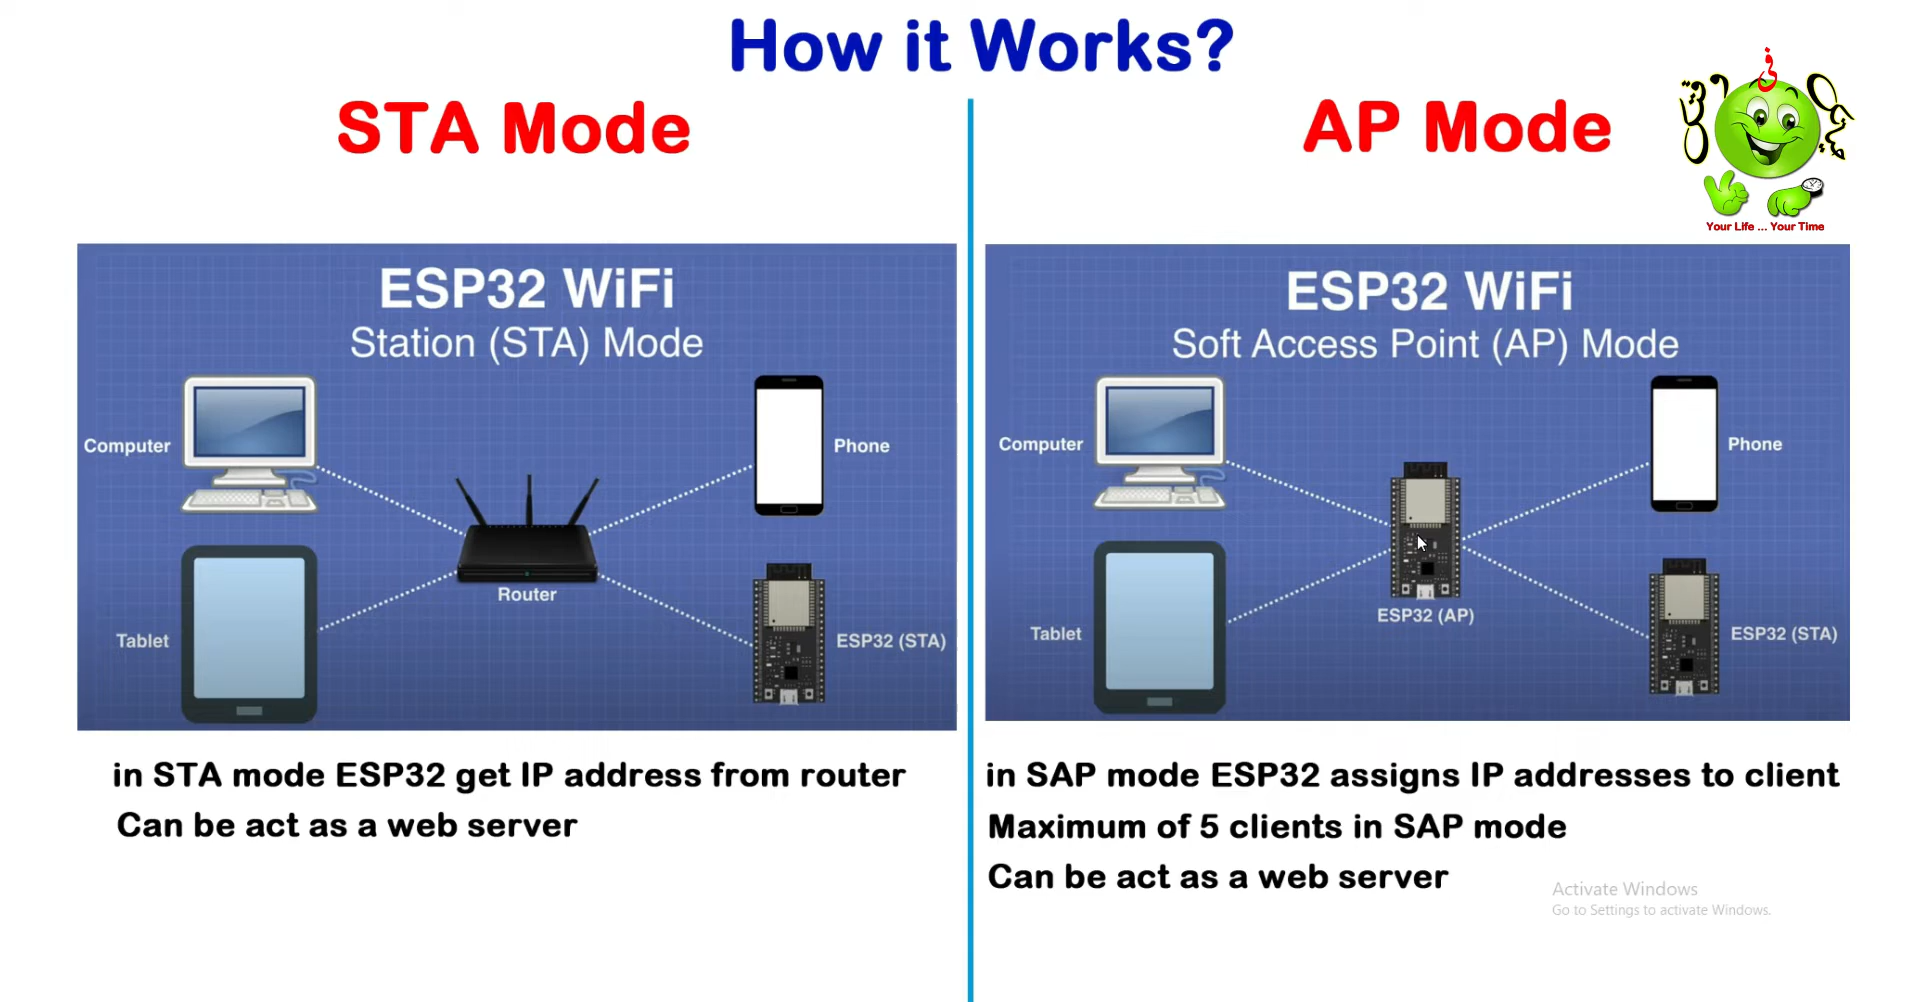 How it Works?
STA Mode
ESP32 WiFi
Station (STA) Mode
Computer
Phone
Router
Tablet
ESP32 (STA)
in STA mode ESP32 get IP address from router
Can be act as a web server
AP Mode
فى
Your Life ... Your Time
ESP32 WiFi
Soft Access Point (AP) Mode
Computer
Phone
ESP32 (AP)
Tablet
ESP32 (STA)
in SAP mode ESP32 assigns IP addresses to client
Maximum of 5 clients in SAP mode
Can be act as a web server
Activate Windows
Go to Settings to activate Windows.